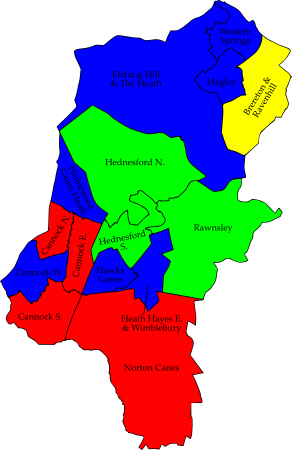 Western
Springs
Etching Hill
& The Heath
Hagley
Brereton &
Ravenhill
Hednesford N.
Hednesford
Green Heath
Rawnsley
Cannock N.
Cannock E.
Hednesford
S.
Cannock W.
Hawks
Green
Cannock S.
Heath Hayes E.
& Wimblebury
Norton Canes